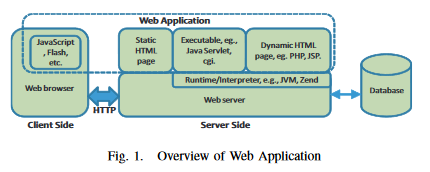 Web Application
JavaScript
, Flash,
etc.
Web browser
Client Side
HTTP
Static
HTML
page
Executable, eg.,
Java Servlet,
cgi.
Dynamic HTML
page, eg. PHP, JSP.
Runtime/Interpreter, e.g., JVM, Zend
Web server
Server Side
Database
Fig. 1. Overview of Web Application